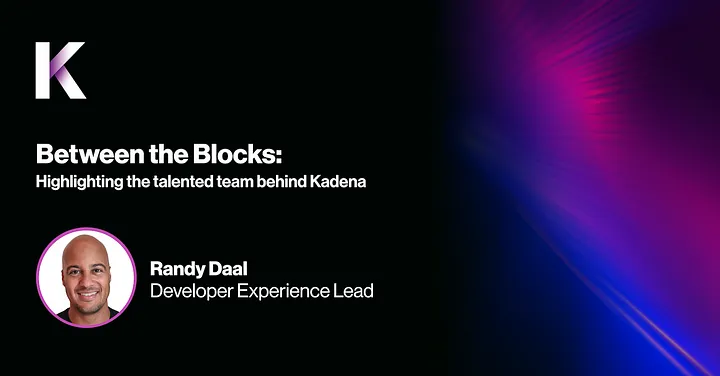 Between the Blocks:
Highlighting the talented team behind Kadena
Randy Daal
Developer Experience Lead